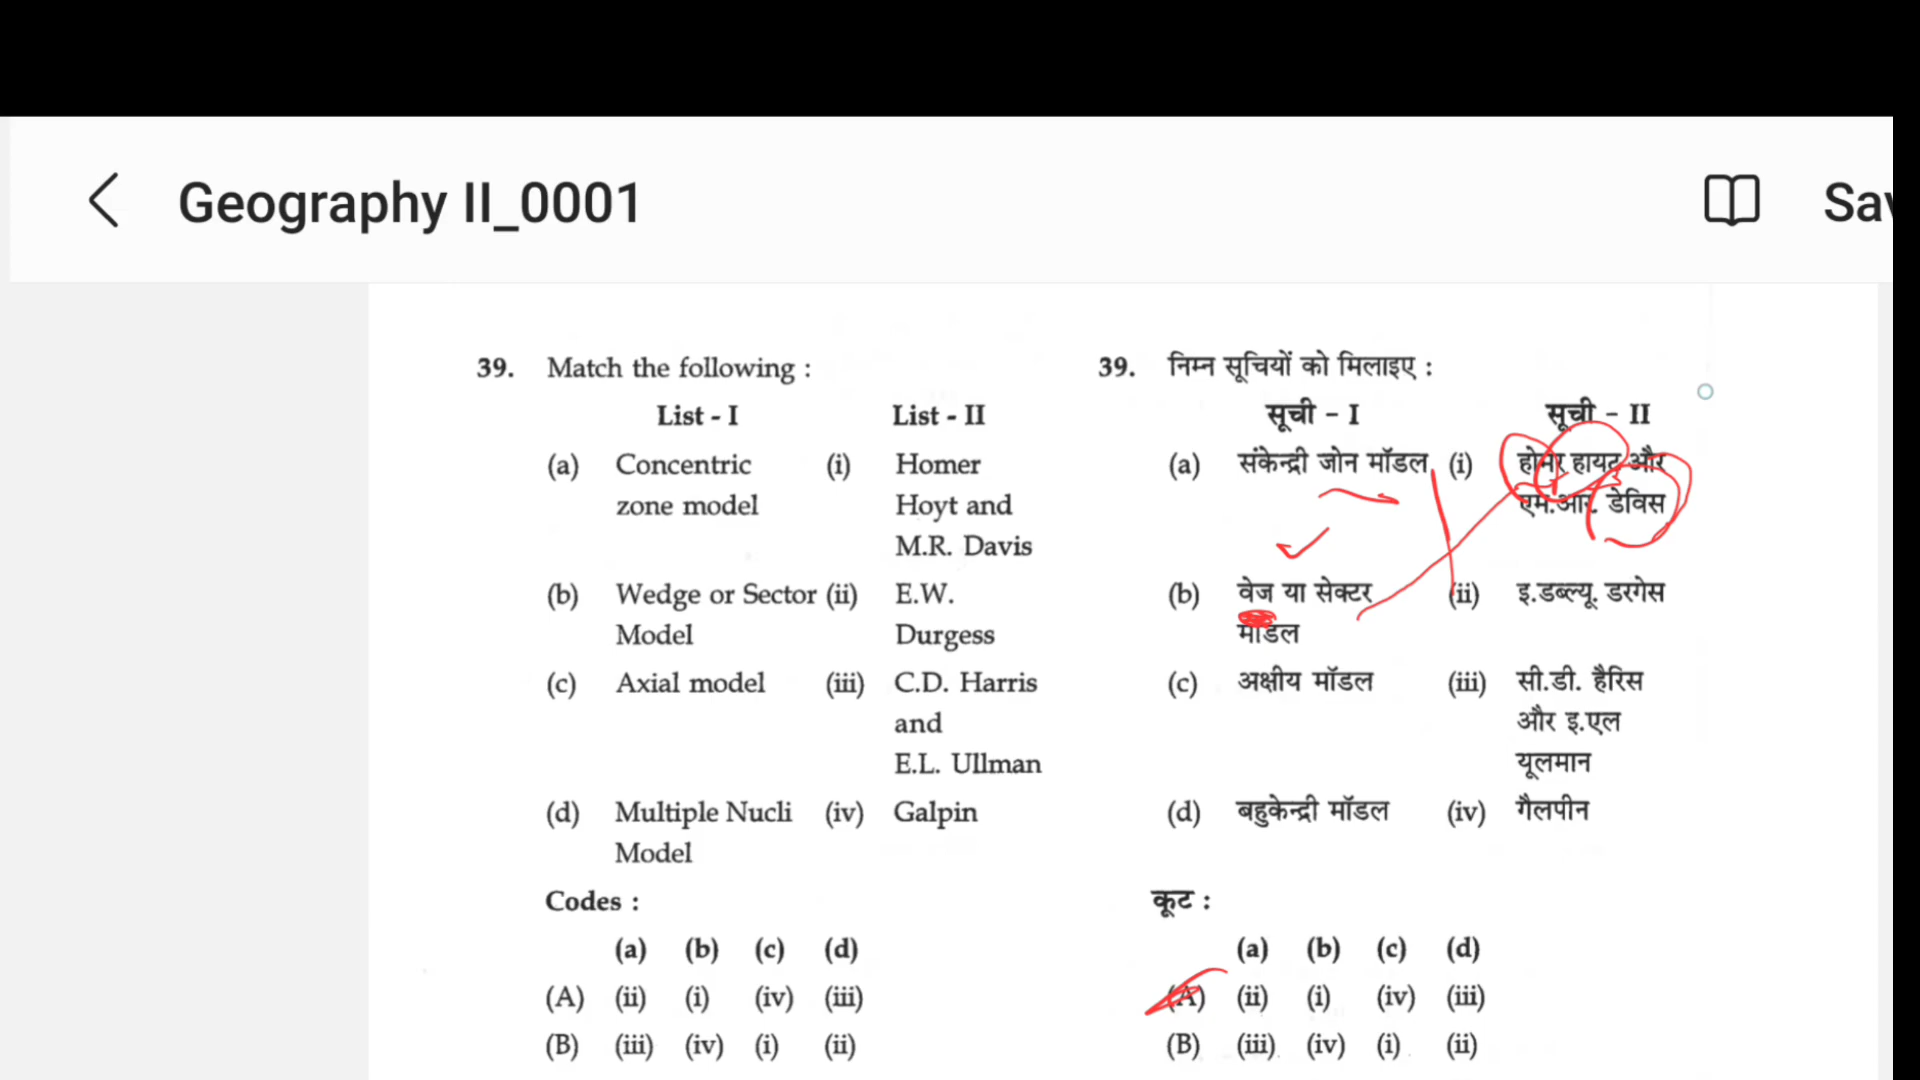 Geography II_0001
Sav
39. Match the following :
List - I List - II
(a) Concentric (i) Homer
zone model Hoyt and
M.R. Davis
(b) Wedge or Sector (ii) E.W.
Model Durgess
(c) Axial model (iii) C.D. Harris
and
E.L. Ullman
(d) Multiple Nucli (iv) Galpin
Model
Codes :
(a) (b) (c) (d)
(A) (ii) (i) (iv) (iii)
(B) (iii) (iv) (i) (ii)
39. निम्न सूचियों को मिलाइए :
सूची - I सूची - II
(a) संकेन्द्री जोन मॉडल (i) होमर हायट और
एम.आर. डेविस
(b) वेज या सेक्टर (ii) इ.डब्ल्यू. डरगेस
मॉडल
(c) अक्षीय मॉडल (iii) सी.डी. हैरिस
और इ.एल
यूलमान
(d) बहुकेन्द्री मॉडल (iv) गैलपीन
कूट :
(a) (b) (c) (d)
(A) (ii) (i) (iv) (iii)
(B) (iii) (iv) (i) (ii)